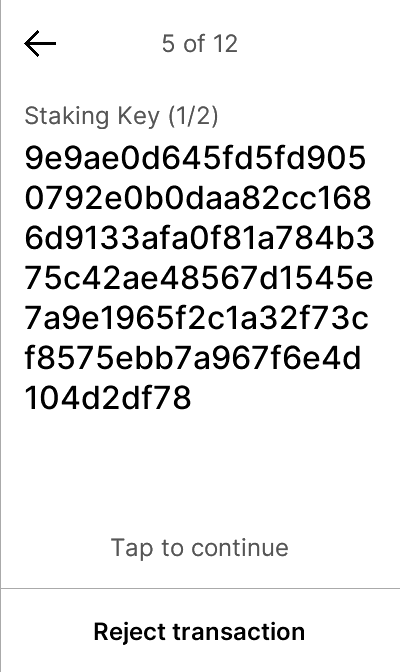 5 of 12
Staking Key (1/2)
9e9ae0d645fd5fd905
0792e0b0daa82cc168
6d9133afa0f81a784b3
75c42ae48567d1545e
7a9e1965f2c1a32f73c
f8575ebb7a967f6e4d
104d2df78
Tap to continue
Reject transaction